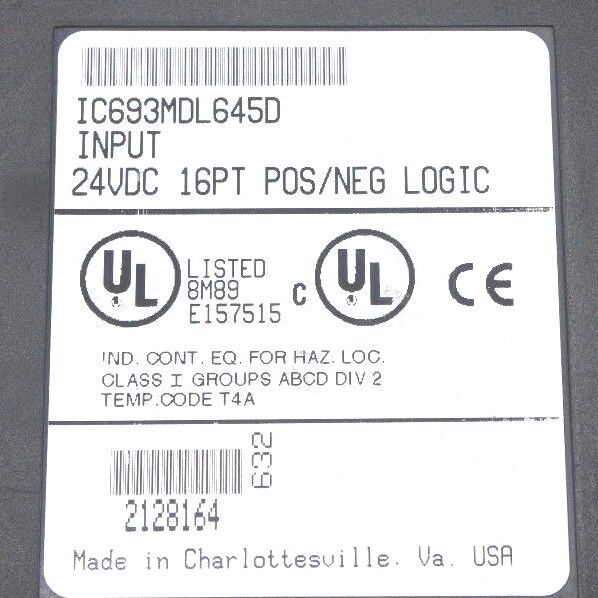 IC693MDL645D
INPUT
24VDC 16PT POS/NEG LOGIC
UL
LISTED
8M89
E157515
C
UL
CE
IND. CONT. EQ. FOR HAZ. LOC.
CLASS I GROUPS ABCD DIV 2
TEMP.CODE T4A
632
2128164
Made in Charlottesville. Va. USA